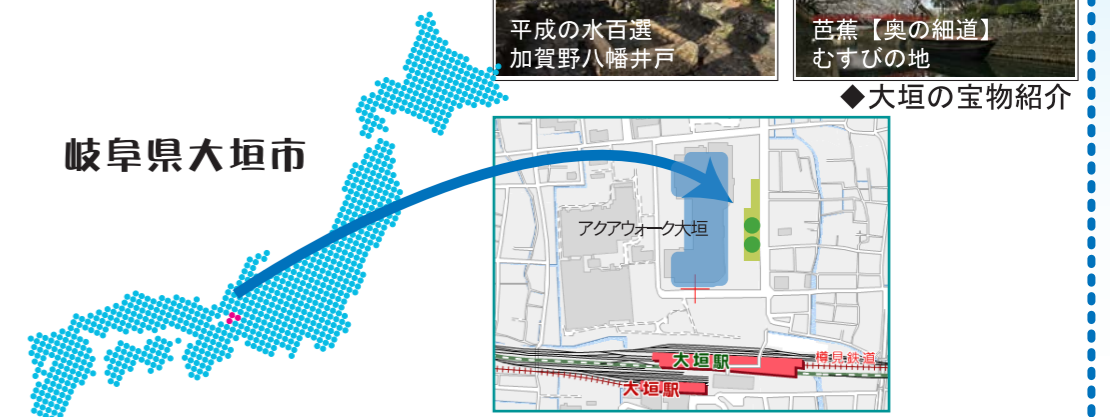 平成の水百選
加賀野八幡井戸
芭蕉【奥の細道】
むすびの地
◆大垣の宝物紹介
岐阜県大垣市
アクアウォーク大垣
大垣駅
樽見鉄道
大垣駅